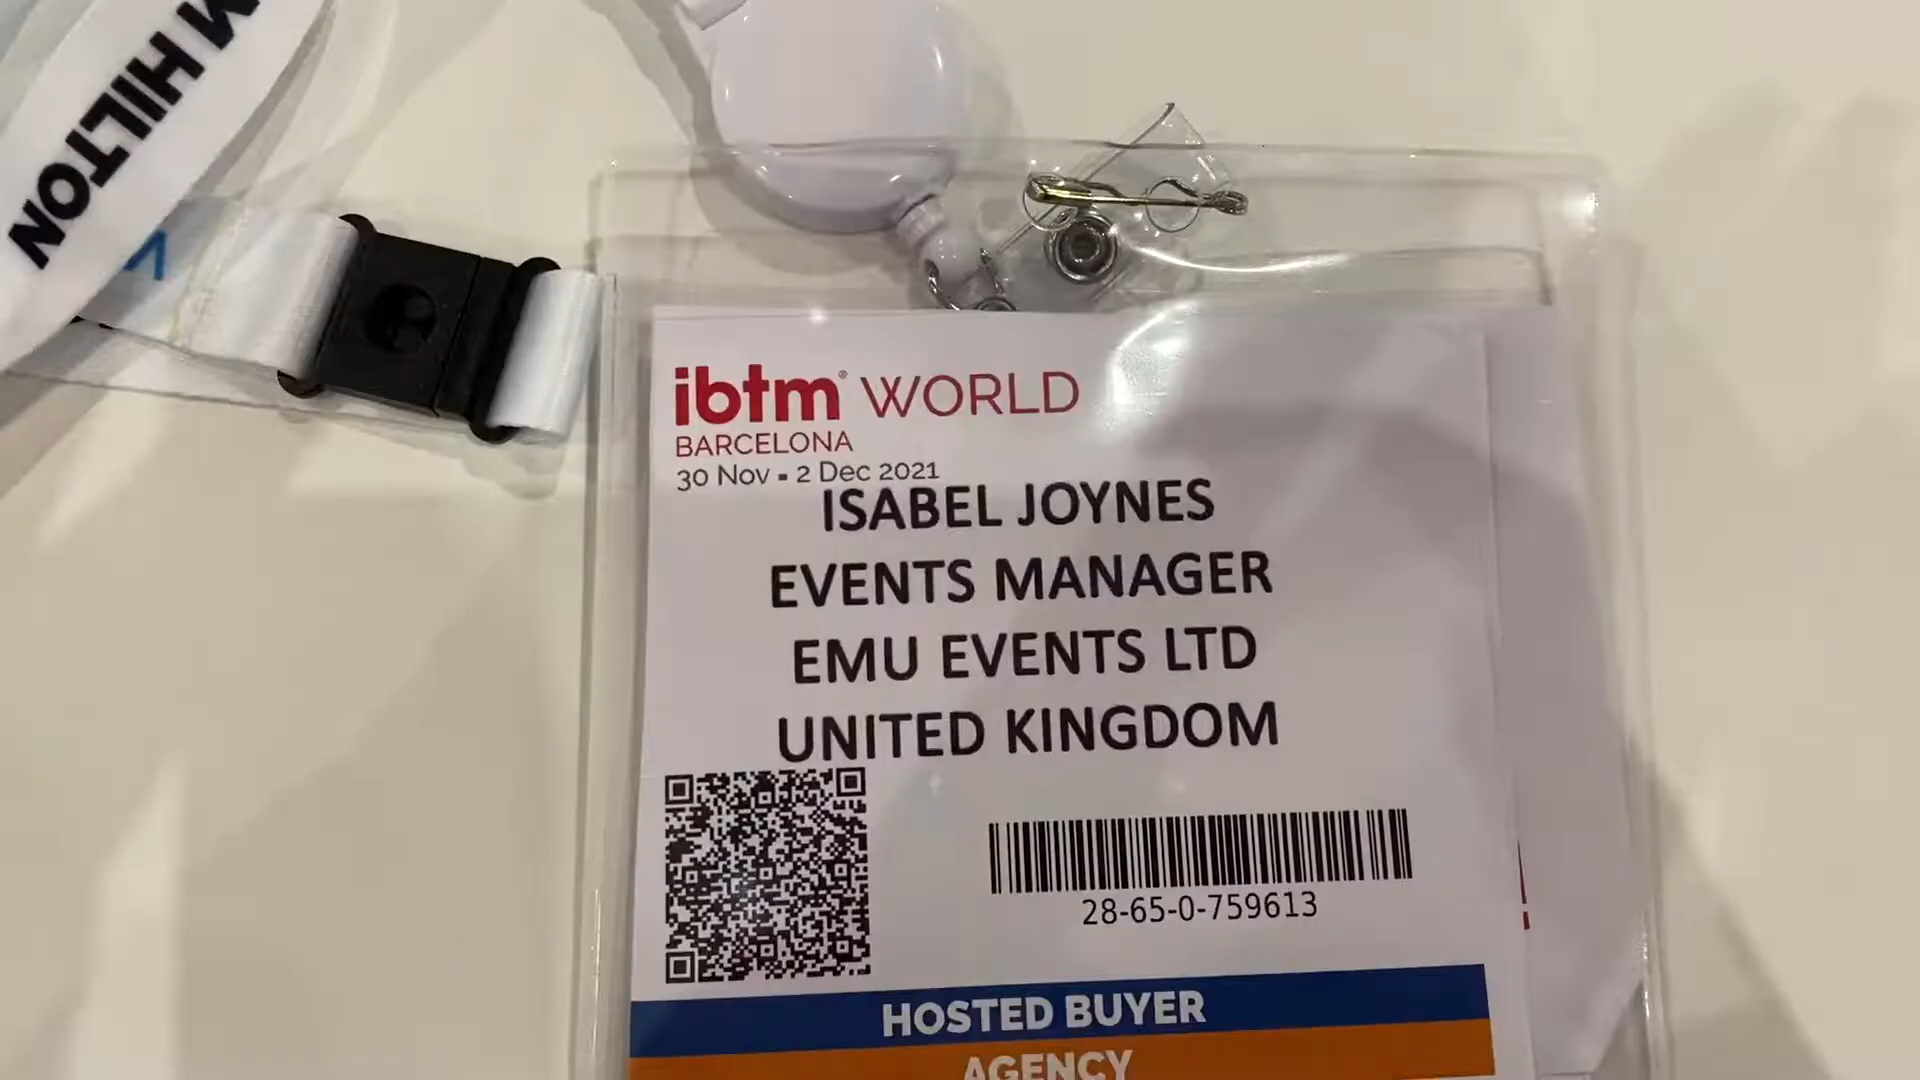 M HILTON
ibtm® WORLD
BARCELONA
30 Nov ▪ 2 Dec 2021
ISABEL JOYNES
EVENTS MANAGER
EMU EVENTS LTD
UNITED KINGDOM
28-65-0-759613
HOSTED BUYER
AGENCY